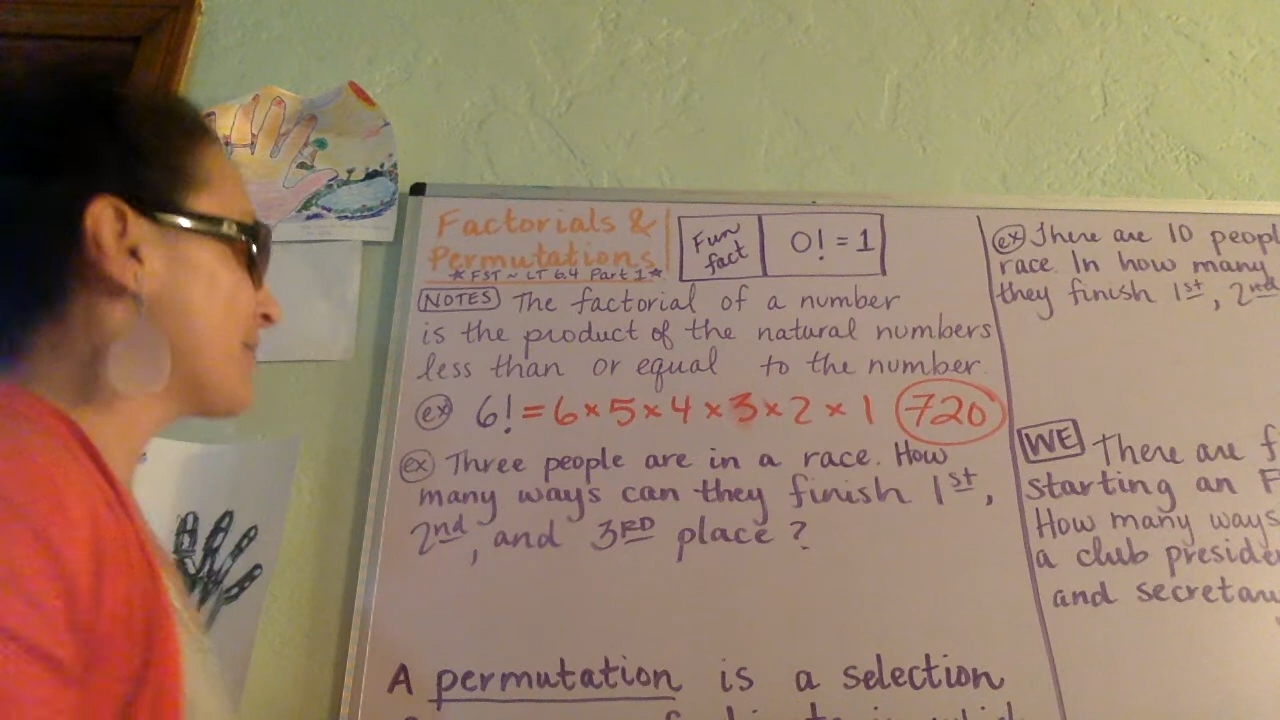 Factorials &
Permutations
★ FST ~ LT 6.4 Part 1 ★
Fun
fact
0! = 1
NOTES The factorial of a number
is the product of the natural numbers
less than or equal to the number
ex 6! = 6 × 5 × 4 × 3 × 2 × 1 720
ex Three people are in a race. How
many ways can they finish 1st,
2nd, and 3RD place?
A permutation is a selection
ex There are 10 peopl
race. In how many
they finish 1st, 2nd
WE There are f
starting an F
How many ways
a club preside
and secretar